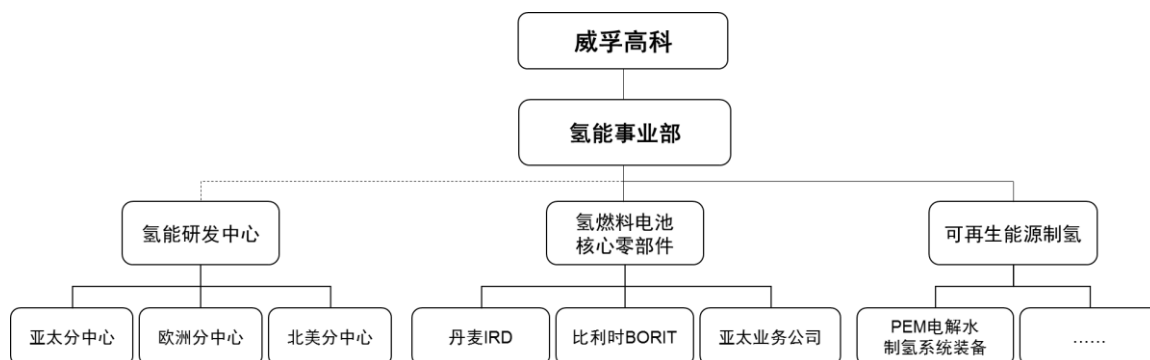 威孚高科
氢能事业部
氢能研发中心
氢燃料电池
核心零部件
可再生能源制氢
亚太分中心
欧洲分中心
北美分中心
丹麦IRD
比利时BORIT
亚太业务公司
PEM电解水
制氢系统装备
……